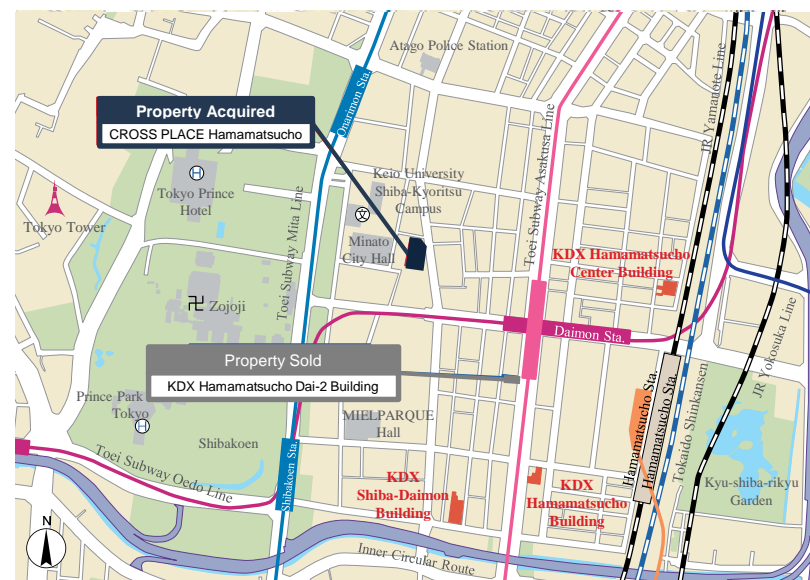 Atago Police Station
Onarimon Sta.
JR Yamanote Line
Property Acquired
CROSS PLACE Hamamatsucho
Toei Subway Asakusa Line
Keio University
Shiba-Kyoritsu
Campus
文
H
Tokyo Prince
Hotel
Tokyo Tower
Toei Subway Mita Line
Minato
City Hall
KDX Hamamatsucho
Center Building
卍 Zojoji
Daimon Sta.
JR Yokosuka Line
Property Sold
KDX Hamamatsucho Dai-2 Building
Hamamatsucho Sta.
Hamamatsucho Sta.
Tokaido Shinkansen
Prince Park
Tokyo
H
MIELPARQUE
Hall
Shibakoen
Shibakoen Sta.
Toei Subway Oedo Line
KDX
Shiba-Daimon
Building
KDX
Hamamatsucho
Building
Kyu-shiba-rikyu
Garden
N
Inner Circular Route